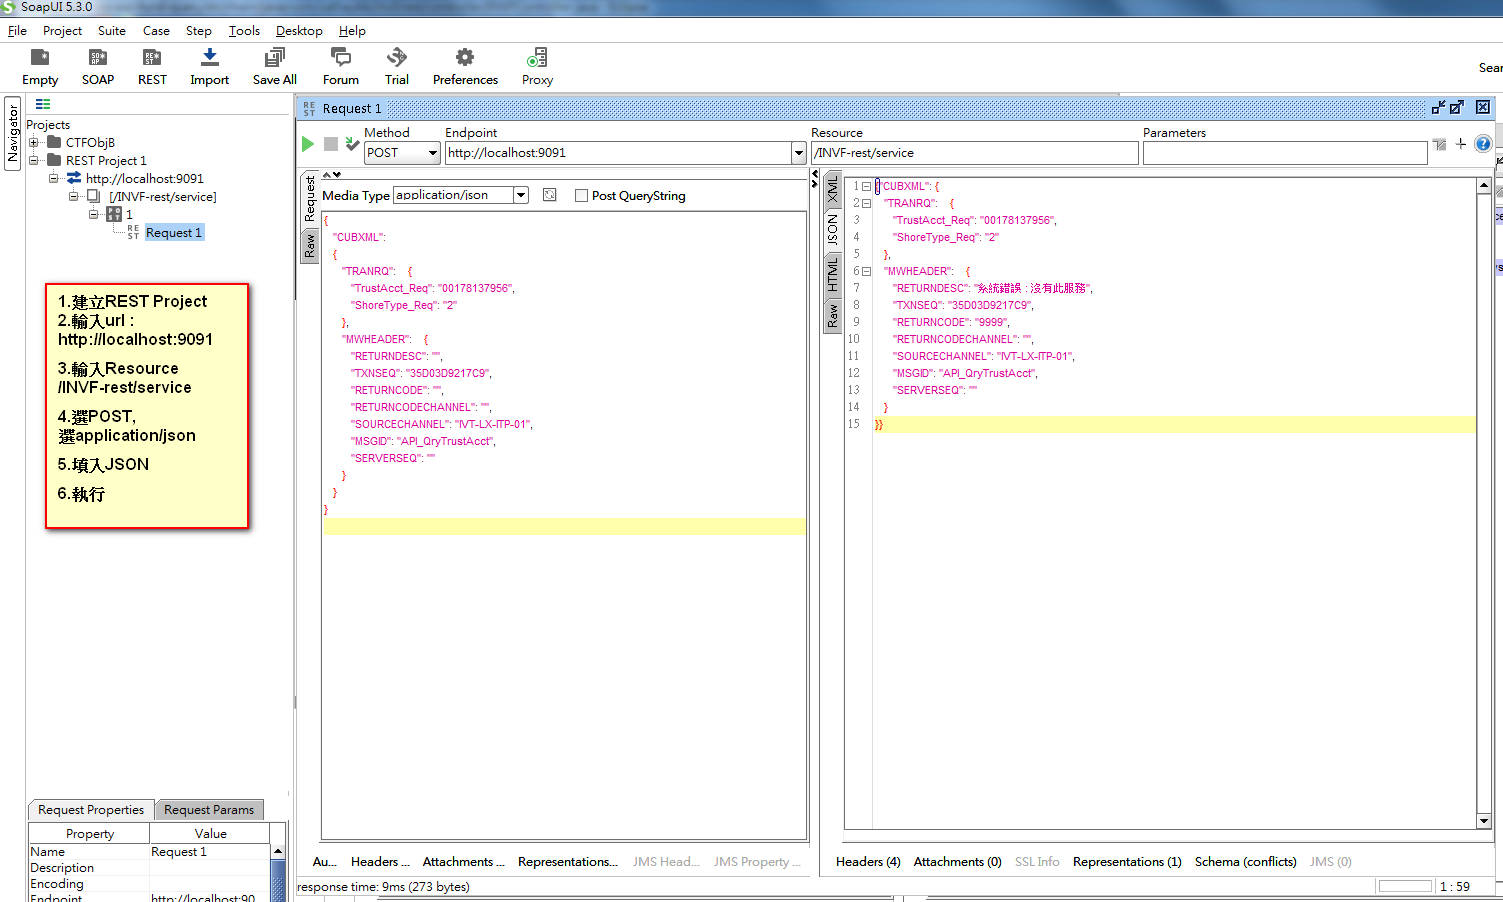 SoapUI 5.3.0
File Project Suite Case Step Tools Desktop Help
Empty SOAP REST Import Save All Forum Trial Preferences Proxy
Sear
Navigator
Projects
CTFObjB
REST Project 1
http://localhost:9091
[/INVF-rest/service]
1
Request 1
1.建立REST Project
2.輸入url :
http://localhost:9091
3.輸入Resource
/INVF-rest/service
4.選POST,
選application/json
5.填入JSON
6.執行
Request Properties Request Params
Property Value
Name Request 1
Description
Encoding
Endpoint http://localhost:90
Request 1
Method Endpoint Resource Parameters
POST http://localhost:9091 /INVF-rest/service
Request
Raw
Media Type application/json Post QueryString
{
"CUBXML":
{
"TRANRQ": {
"TrustAcct_Req": "00178137956",
"ShoreType_Req": "2"
},
"MWHEADER": {
"RETURNDESC": "",
"TXNSEQ": "35D03D9217C9",
"RETURNCODE": "",
"RETURNCODECHANNEL": "",
"SOURCECHANNEL": "IVT-LX-ITP-01",
"MSGID": "API_QryTrustAcct",
"SERVERSEQ": ""
}
}
}
Au... Headers ... Attachments ... Representations... JMS Head... JMS Property ...
XML
JSON
HTML
Raw
1 {"CUBXML": {
2 "TRANRQ": {
3 "TrustAcct_Req": "00178137956",
4 "ShoreType_Req": "2"
5 },
6 "MWHEADER": {
7 "RETURNDESC": "系統錯誤 : 沒有此服務",
8 "TXNSEQ": "35D03D9217C9",
9 "RETURNCODE": "9999",
10 "RETURNCODECHANNEL": "",
11 "SOURCECHANNEL": "IVT-LX-ITP-01",
12 "MSGID": "API_QryTrustAcct",
13 "SERVERSEQ": ""
14 }
15 }}
Headers (4) Attachments (0) SSL Info Representations (1) Schema (conflicts) JMS (0)
response time: 9ms (273 bytes)
1 : 59